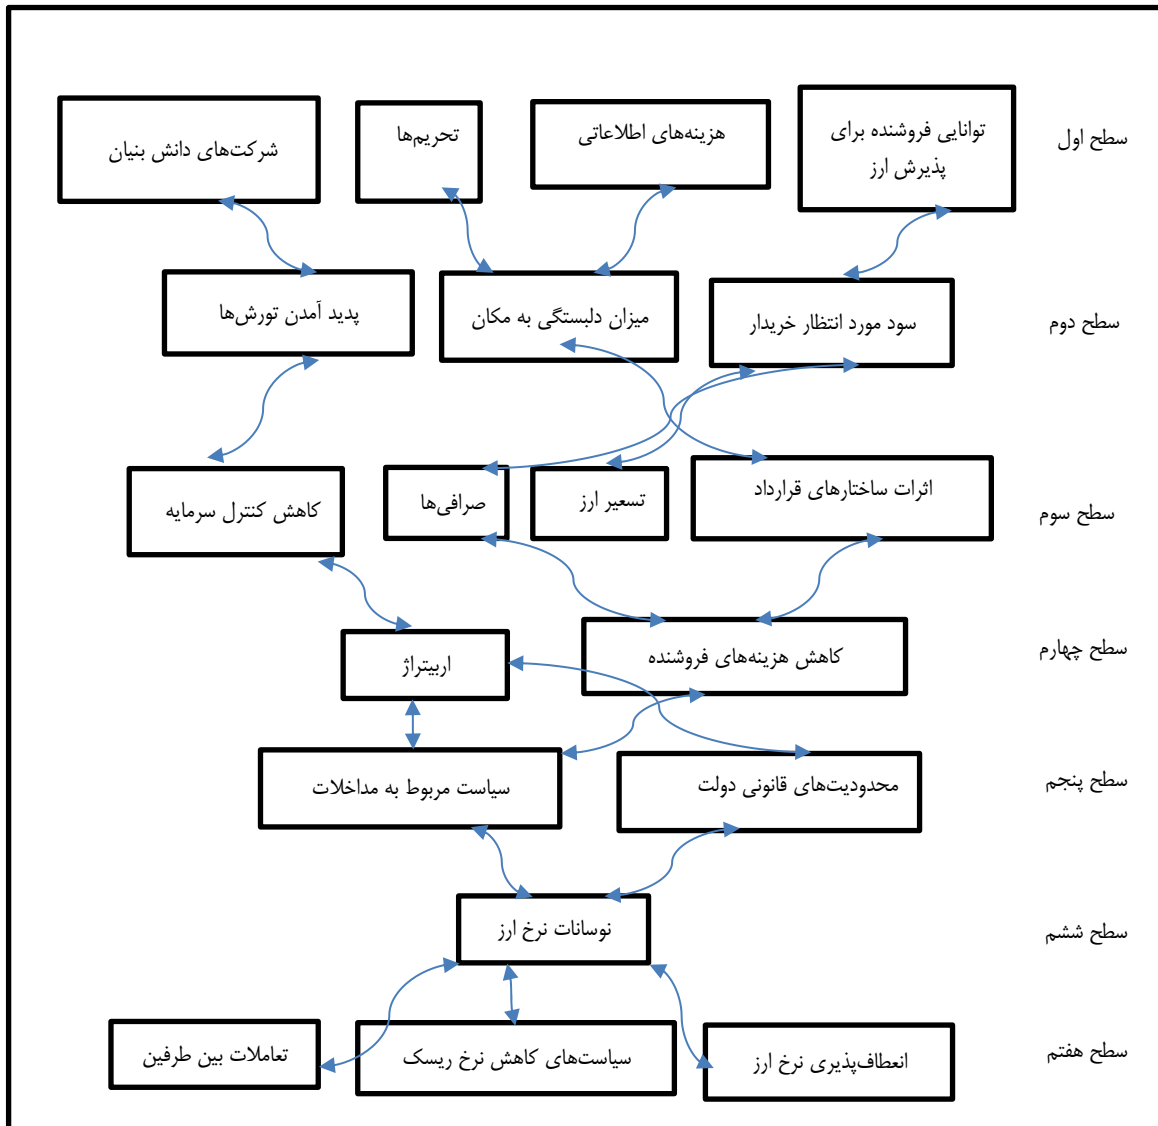 سطح اول
توانایی فروشنده برای
پذیرش ارز
هزینه‌های اطلاعاتی
تحریم‌ها
شرکت‌های دانش بنیان
سطح دوم
سود مورد انتظار خریدار
میزان دلبستگی به مکان
پدید آمدن تورش‌ها
سطح سوم
اثرات ساختارهای قرارداد
تسعیر ارز
صرافی‌ها
کاهش کنترل سرمایه
سطح چهارم
کاهش هزینه‌های فروشنده
اربیتراژ
سطح پنجم
محدودیت‌های قانونی دولت
سیاست مربوط به مداخلات
سطح ششم
نوسانات نرخ ارز
سطح هفتم
انعطاف‌پذیری نرخ ارز
سیاست‌های کاهش نرخ ریسک
تعاملات بین طرفین